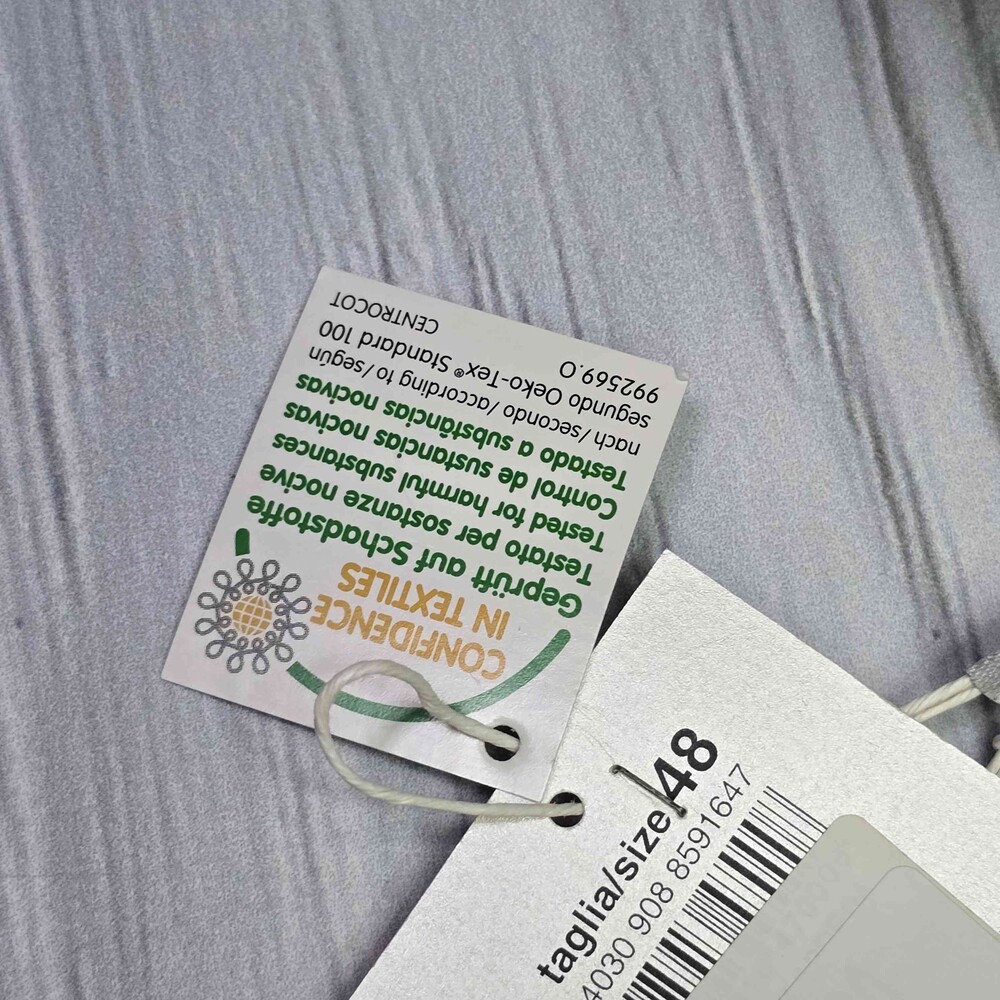 CONFIDENCE
IN TEXTILES
Geprüft auf Schadstoffe
Testato per sostanze nocive
Tested for harmful substances
Control de sustancias nocivas
Testado a substâncias nocivas
nach/secondo/according to/según
segundo Oeko-Tex® Standard 100
992569.O CENTROCOT
taglia/size 48
4030 908 8591647